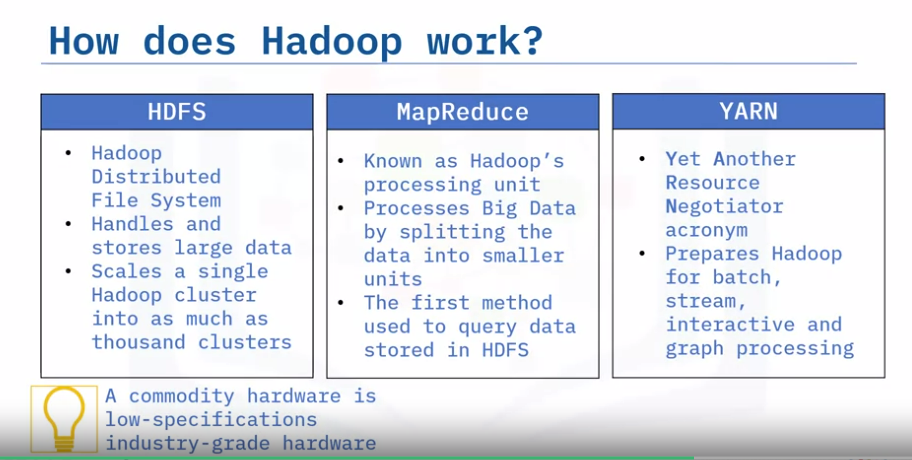 How does Hadoop work?
HDFS
• Hadoop
Distributed
File System
• Handles and
stores large data
• Scales a single
Hadoop cluster
into as much as
thousand clusters
MapReduce
• Known as Hadoop’s
processing unit
• Processes Big Data
by splitting the
data into smaller
units
• The first method
used to query data
stored in HDFS
YARN
• Yet Another
Resource
Negotiator
acronym
• Prepares Hadoop
for batch,
stream,
interactive and
graph processing
A commodity hardware is
low-specifications
industry-grade hardware